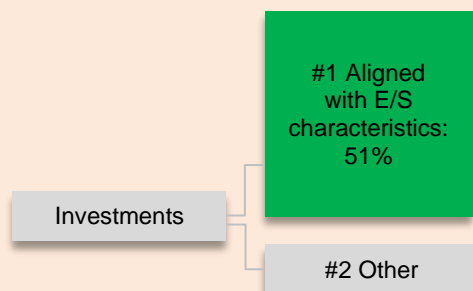 #1 Aligned
with E/S
characteristics:
51%
Investments
#2 Other